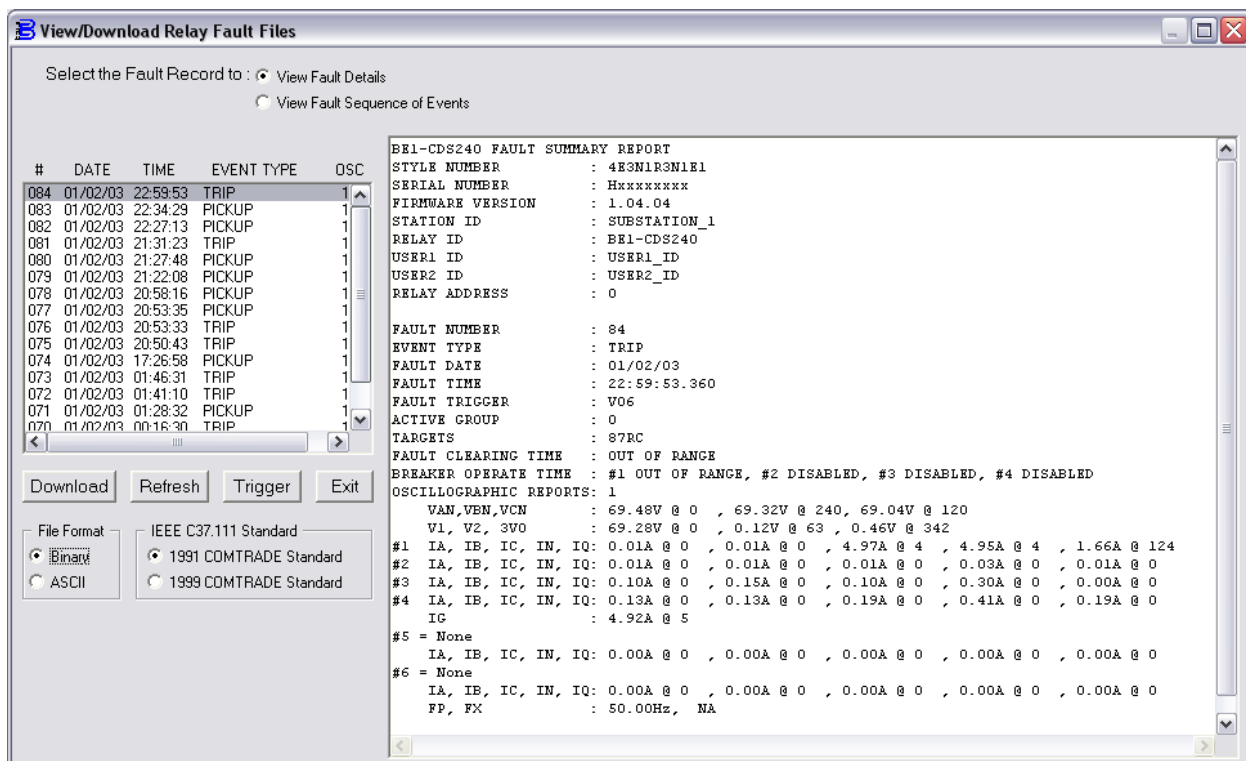 View/Download Relay Fault Files
Select the Fault Record to :
View Fault Details
View Fault Sequence of Events
# DATE TIME EVENT TYPE OSC
084 01/02/03 22:59:53 TRIP 1
083 01/02/03 22:34:29 PICKUP 1
082 01/02/03 22:27:13 PICKUP 1
081 01/02/03 21:31:23 TRIP 1
080 01/02/03 21:27:48 PICKUP 1
079 01/02/03 21:22:08 PICKUP 1
078 01/02/03 20:58:16 PICKUP 1
077 01/02/03 20:53:35 PICKUP 1
076 01/02/03 20:53:33 TRIP 1
075 01/02/03 20:50:43 TRIP 1
074 01/02/03 17:26:58 PICKUP 1
073 01/02/03 01:46:31 TRIP 1
072 01/02/03 01:41:10 TRIP 1
071 01/02/03 01:28:32 PICKUP 1
070 01/02/03 00:16:30 TRIP 1
Download Refresh Trigger Exit
File Format
Binary
ASCII
IEEE C37.111 Standard
1991 COMTRADE Standard
1999 COMTRADE Standard
BE1-CDS240 FAULT SUMMARY REPORT
STYLE NUMBER : 4E3N1R3N1E1
SERIAL NUMBER : Hxxxxxxxx
FIRMWARE VERSION : 1.04.04
STATION ID : SUBSTATION_1
RELAY ID : BE1-CDS240
USER1 ID : USER1_ID
USER2 ID : USER2_ID
RELAY ADDRESS : 0
FAULT NUMBER : 84
EVENT TYPE : TRIP
FAULT DATE : 01/02/03
FAULT TIME : 22:59:53.360
FAULT TRIGGER : VO6
ACTIVE GROUP : 0
TARGETS : 87RC
FAULT CLEARING TIME : OUT OF RANGE
BREAKER OPERATE TIME : #1 OUT OF RANGE, #2 DISABLED, #3 DISABLED, #4 DISABLED
OSCILLOGRAPHIC REPORTS: 1
VAN,VBN,VCN : 69.48V @ 0 , 69.32V @ 240, 69.04V @ 120
V1, V2, 3V0 : 69.28V @ 0 , 0.12V @ 63 , 0.46V @ 342
#1 IA, IB, IC, IN, IQ: 0.01A @ 0 , 0.01A @ 0 , 4.97A @ 4 , 4.95A @ 4 , 1.66A @ 124
#2 IA, IB, IC, IN, IQ: 0.01A @ 0 , 0.01A @ 0 , 0.01A @ 0 , 0.03A @ 0 , 0.01A @ 0
#3 IA, IB, IC, IN, IQ: 0.10A @ 0 , 0.15A @ 0 , 0.10A @ 0 , 0.30A @ 0 , 0.00A @ 0
#4 IA, IB, IC, IN, IQ: 0.13A @ 0 , 0.13A @ 0 , 0.19A @ 0 , 0.41A @ 0 , 0.19A @ 0
IG : 4.92A @ 5
#5 = None
IA, IB, IC, IN, IQ: 0.00A @ 0 , 0.00A @ 0 , 0.00A @ 0 , 0.00A @ 0 , 0.00A @ 0
#6 = None
IA, IB, IC, IN, IQ: 0.00A @ 0 , 0.00A @ 0 , 0.00A @ 0 , 0.00A @ 0 , 0.00A @ 0
FP, FX : 50.00Hz, NA